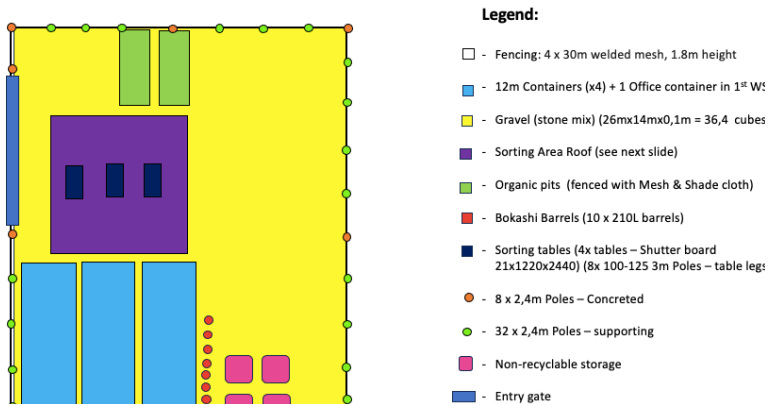 Legend:
- Fencing: 4 x 30m welded mesh, 1.8m height
- 12m Containers (x4) + 1 Office container in 1st WS
- Gravel (stone mix) (26mx14mx0,1m = 36,4 cubes
- Sorting Area Roof (see next slide)
- Organic pits (fenced with Mesh & Shade cloth)
- Bokashi Barrels (10 x 210L barrels)
- Sorting tables (4x tables – Shutter board
21x1220x2440) (8x 100-125 3m Poles – table legs
- 8 x 2,4m Poles – Concreted
- 32 x 2,4m Poles – supporting
- Non-recyclable storage
- Entry gate